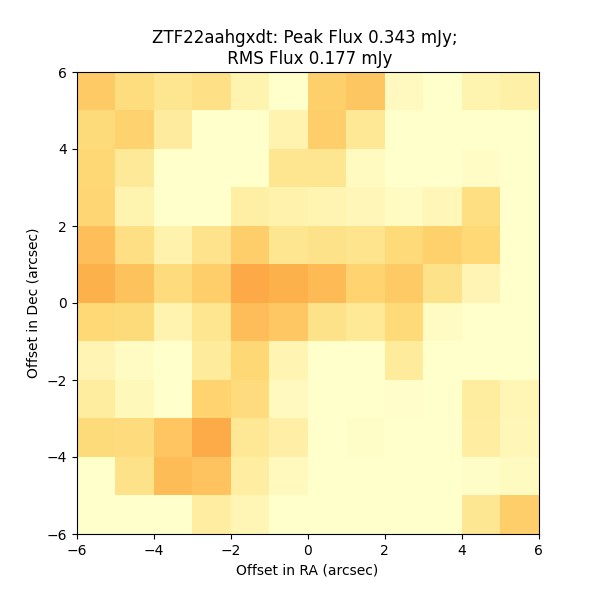 ZTF22aahgxdt: Peak Flux 0.343 mJy;
RMS Flux 0.177 mJy
6
4
2
0
−2
−4
−6
Offset in Dec (arcsec)
−6 −4 −2 0 2 4 6
Offset in RA (arcsec)